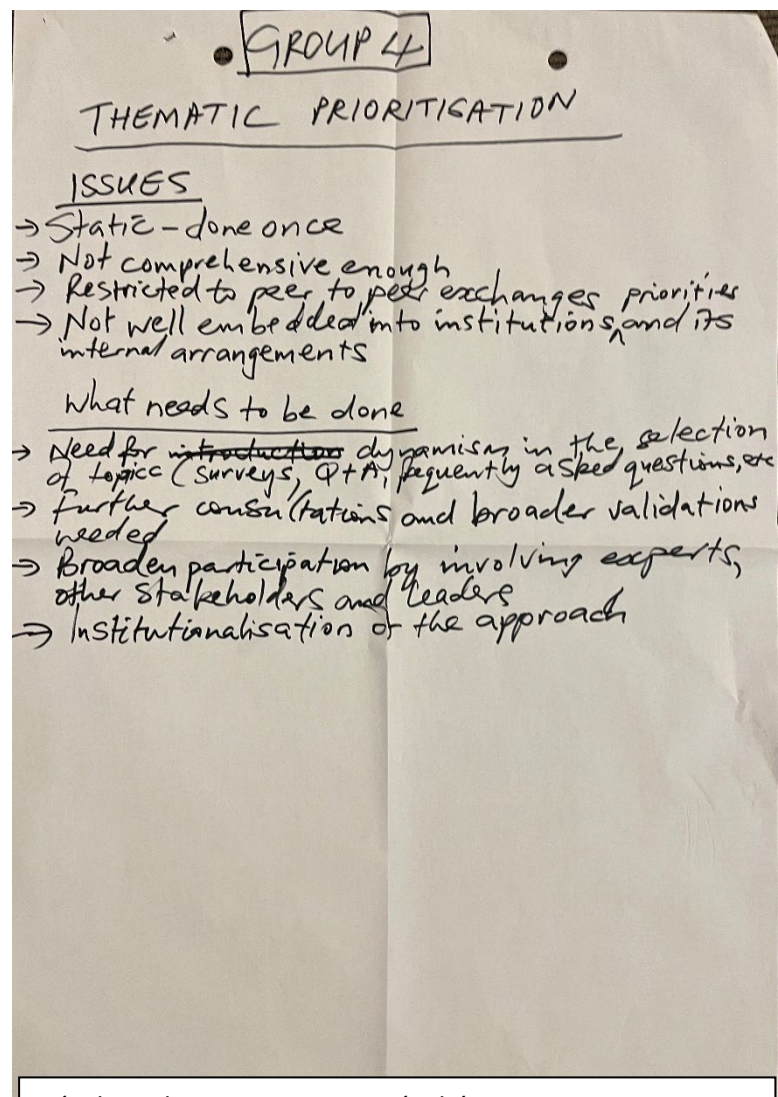 GROUP 4
THEMATIC PRIORITISATION
ISSUES
→ Static - done once
→ Not comprehensive enough
→ Restricted to peer to peer exchanges priorities
→ Not well embedded into institutions, and its
internal arrangements
What needs to be done
→ Need for introduction dynamism in the selection
of topics (surveys, Q+A, frequently asked questions, etc
→ Further consultations and broader validations
needed
→ Broaden participation by involving experts,
other stakeholders and leaders
→ Institutionalisation of the approach